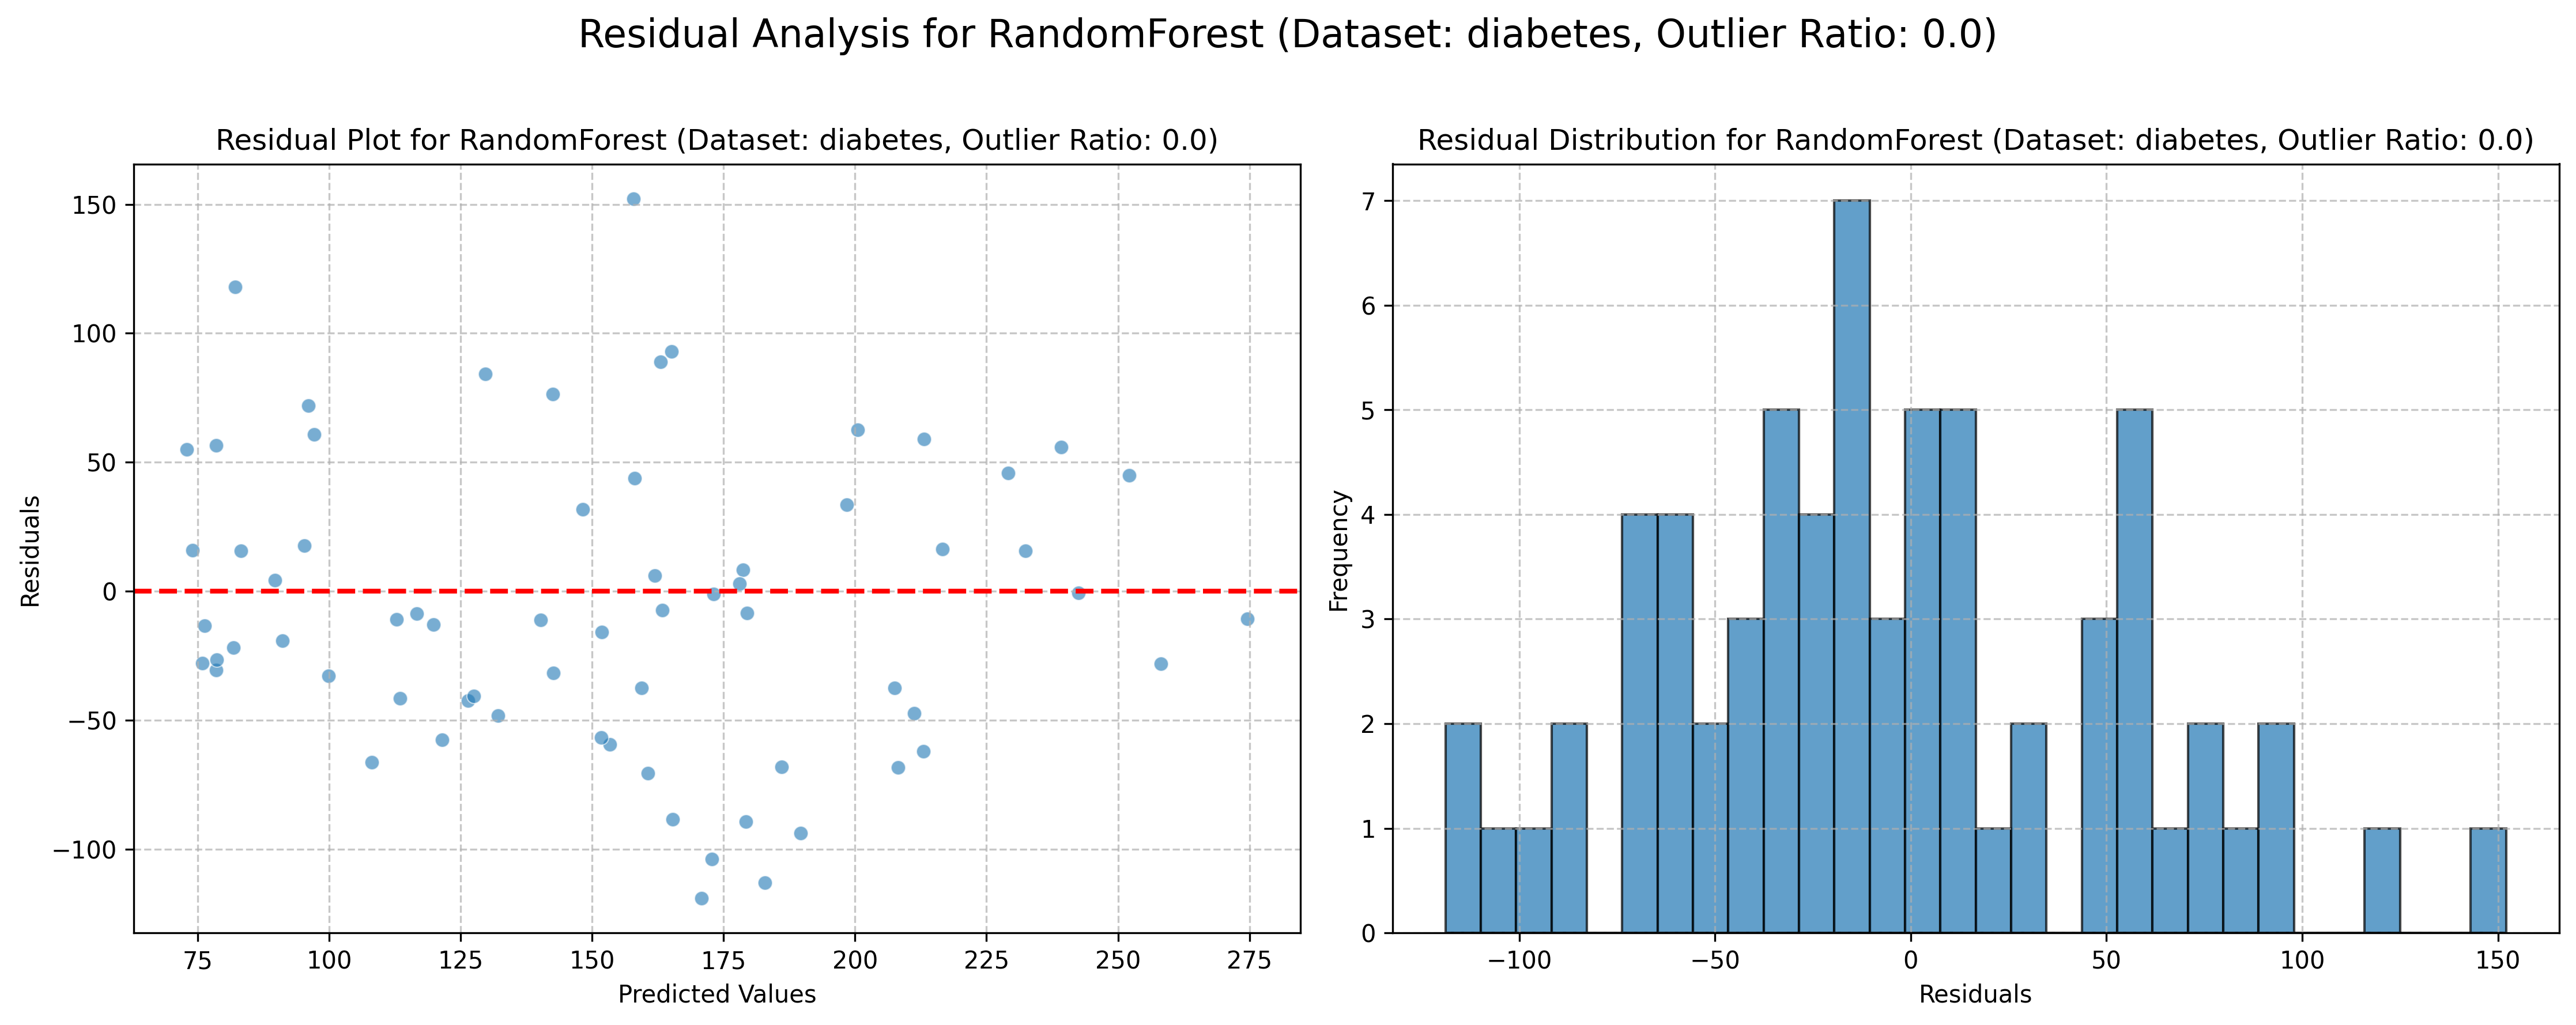 Residual Analysis for RandomForest (Dataset: diabetes, Outlier Ratio: 0.0)
Residual Plot for RandomForest (Dataset: diabetes, Outlier Ratio: 0.0)
150
100
50
0
−50
−100
Residuals
75 100 125 150 175 200 225 250 275
Predicted Values
Residual Distribution for RandomForest (Dataset: diabetes, Outlier Ratio: 0.0)
7
6
5
4
3
2
1
0
Frequency
−100 −50 0 50 100 150
Residuals